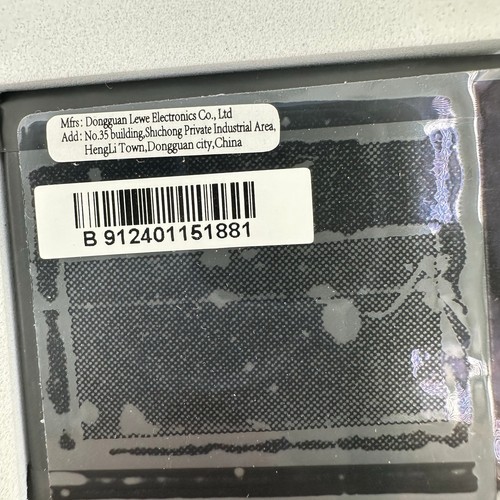 Mfrs: Dongguan Lewe Electronics Co., Ltd
Add: No.35 building,Shichong Private Industrial Area,
HengLi Town,Dongguan city,China
B 912401151881